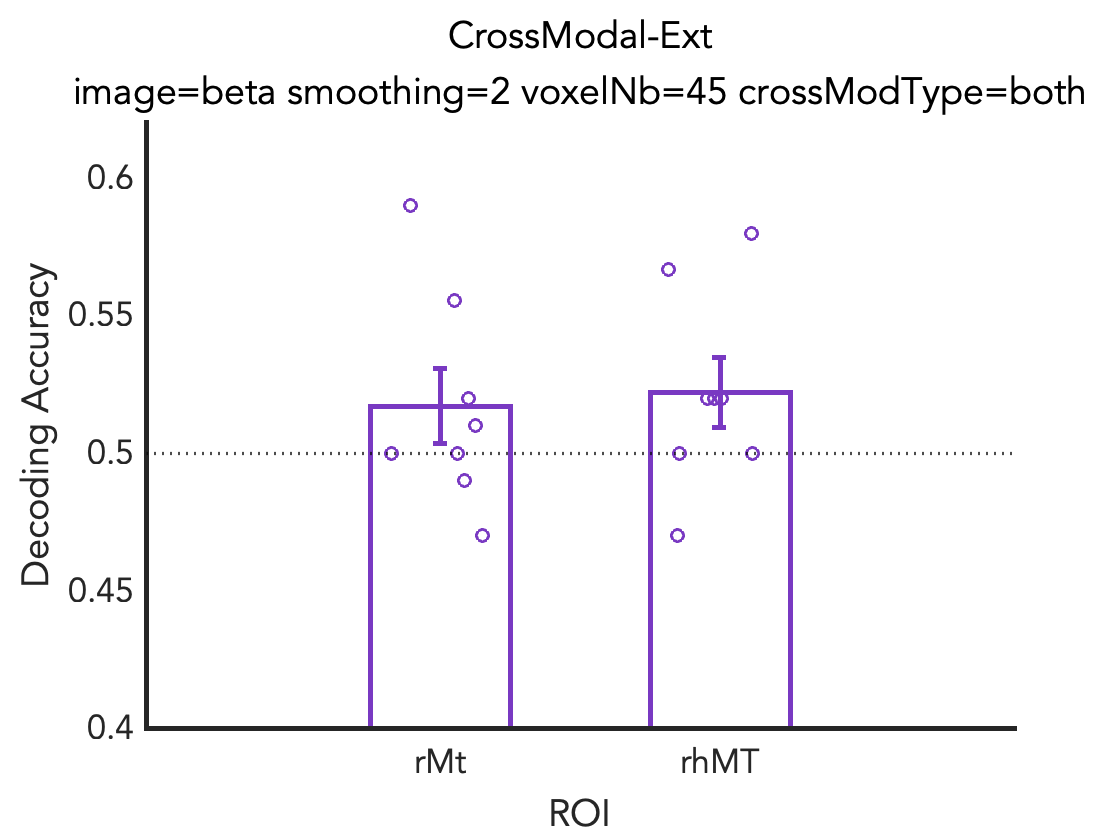 CrossModal-Ext
image=beta smoothing=2 voxelNb=45 crossModType=both
0.6
0.55
0.5
0.45
0.4
Decoding Accuracy
rMt
rhMT
ROI